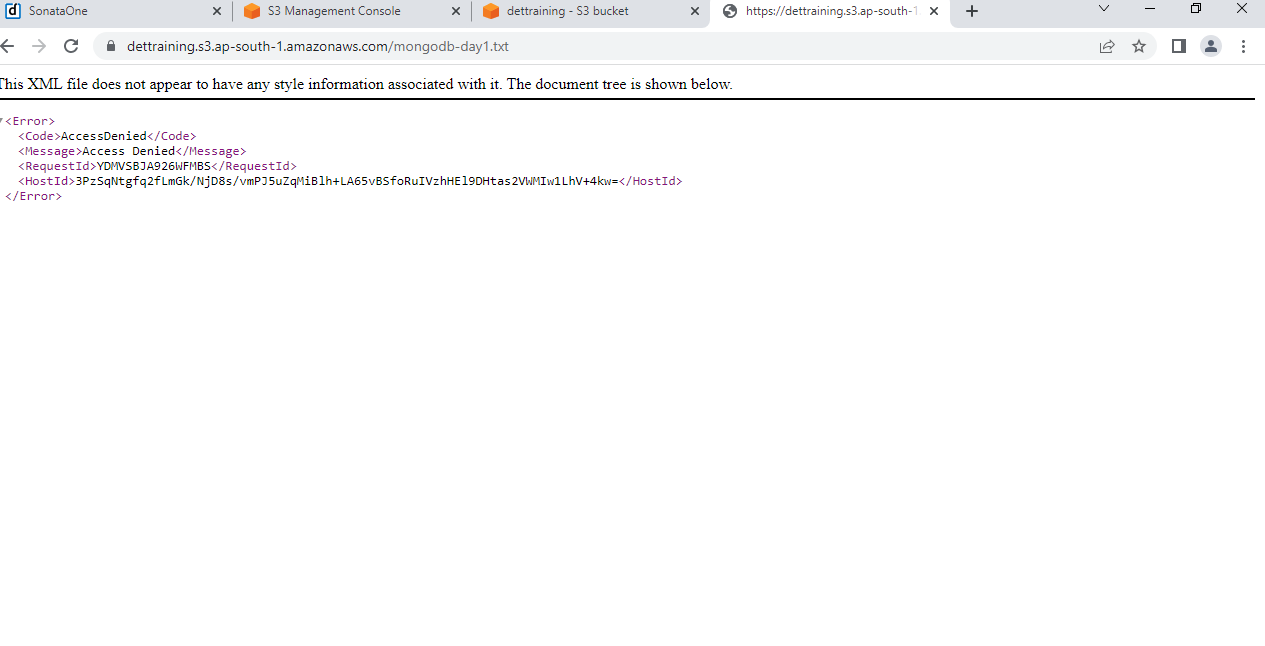 SonataOne
S3 Management Console
dettraining - S3 bucket
https://dettraining.s3.ap-south-1
dettraining.s3.ap-south-1.amazonaws.com/mongodb-day1.txt
This XML file does not appear to have any style information associated with it. The document tree is shown below.
<Error>
<Code>AccessDenied</Code>
<Message>Access Denied</Message>
<RequestId>YDMVSBJA926WFMBS</RequestId>
<HostId>3PzSqNtgfq2fLmGk/NjD8s/vmPJ5uZqMiBlh+LA65vBSfoRuIVzhHEl9DHtas2VWMIw1LhV+4kw=</HostId>
</Error>